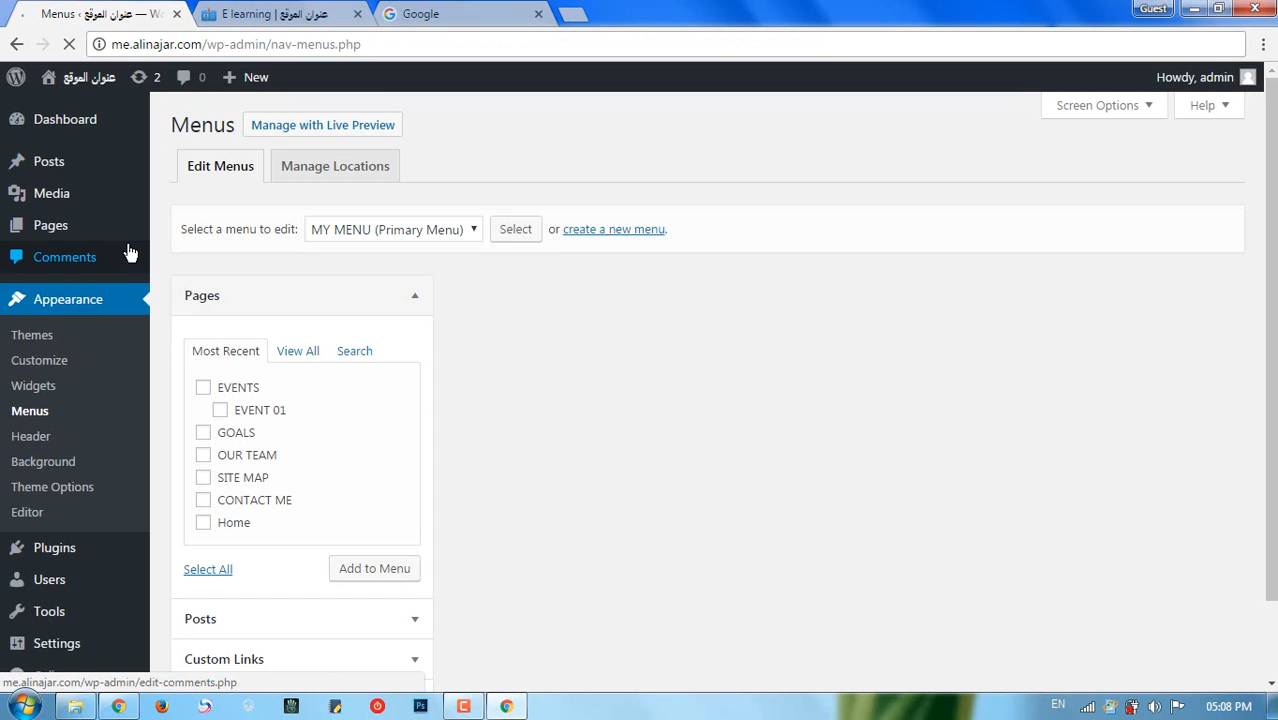 Menus ‹ عنوان الموقع — Wo
E learning | عنوان الموقع
Google
Guest
me.alinajar.com/wp-admin/nav-menus.php
عنوان الموقع
2
0
New
Howdy, admin
Screen Options
Help
Dashboard
Posts
Media
Pages
Comments
Appearance
Themes
Customize
Widgets
Menus
Header
Background
Theme Options
Editor
Plugins
Users
Tools
Settings
Menus
Manage with Live Preview
Edit Menus
Manage Locations
Select a menu to edit:
MY MENU (Primary Menu)
Select
or create a new menu.
Pages
Most Recent
View All
Search
EVENTS
EVENT 01
GOALS
OUR TEAM
SITE MAP
CONTACT ME
Home
Select All
Add to Menu
Posts
Custom Links
me.alinajar.com/wp-admin/edit-comments.php
Ps
EN
05:08 PM